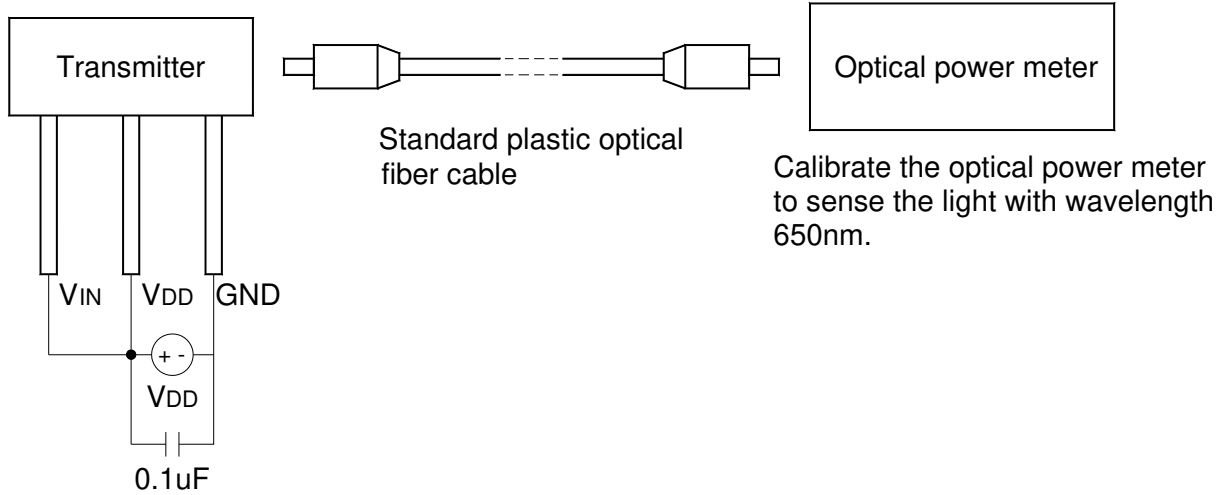 Transmitter
Optical power meter
Standard plastic optical
fiber cable
Calibrate the optical power meter
to sense the light with wavelength
650nm.
VIN
VDD
GND
+ -
VDD
0.1uF